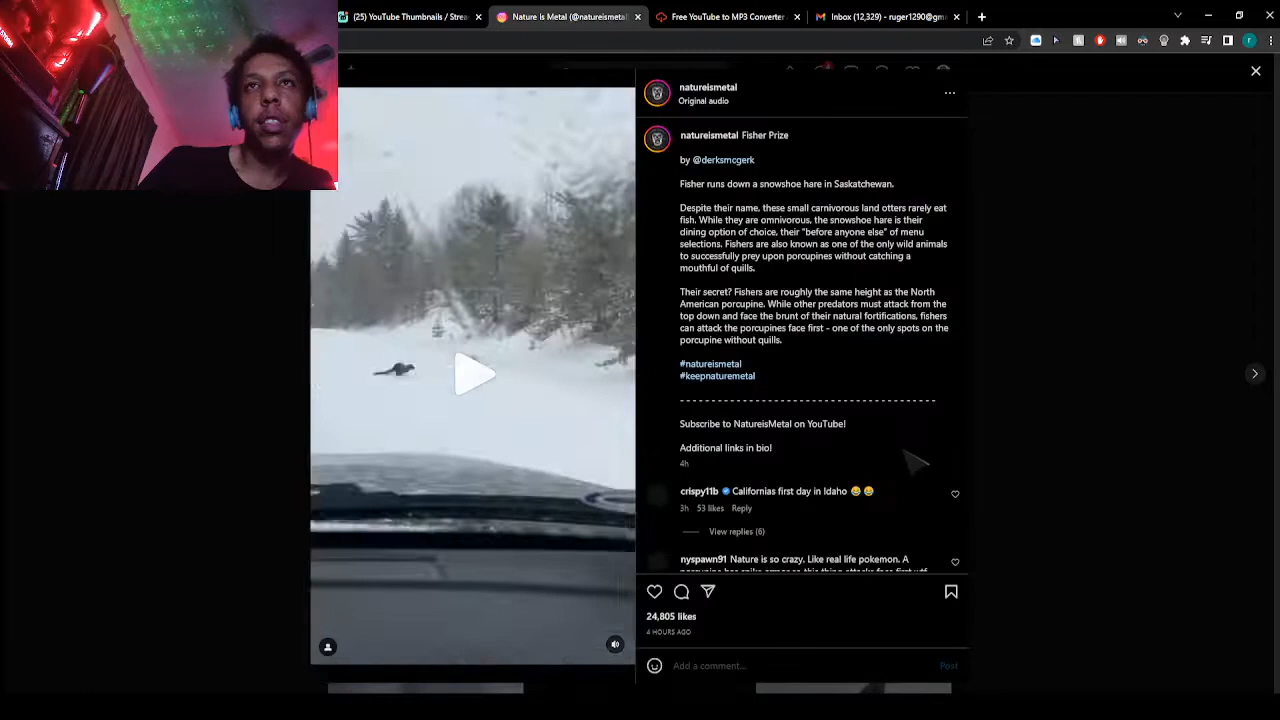 (25) YouTube Thumbnails / Strea
Nature is Metal (@natureismetal
Free YouTube to MP3 Converter
Inbox (12,329) - ruger1290@gm
natureismetal
Original audio
natureismetal Fisher Prize
by @derksmcgerk
Fisher runs down a snowshoe hare in Saskatchewan.
Despite their name, these small carnivorous land otters rarely eat
fish. While they are omnivorous, the snowshoe hare is their
dining option of choice, their "before anyone else" of menu
selections. Fishers are also known as one of the only wild animals
to successfully prey upon porcupines without catching a
mouthful of quills.
Their secret? Fishers are roughly the same height as the North
American porcupine. While other predators must attack from the
top down and face the brunt of their natural fortifications, fishers
can attack the porcupines face first - one of the only spots on the
porcupine without quills.
#natureismetal
#keepnaturemetal
- - - - - - - - - - - - - - - - - - - - - - - - - - - - - - - - - - - - - - - -
Subscribe to NatureisMetal on YouTube!
Additional links in bio!
4h
crispy11b Californias first day in Idaho 😂 😂
3h 53 likes Reply
View replies (6)
nyspawn91 Nature is so crazy. Like real life pokemon. A
24,805 likes
4 HOURS AGO
Add a comment...
Post